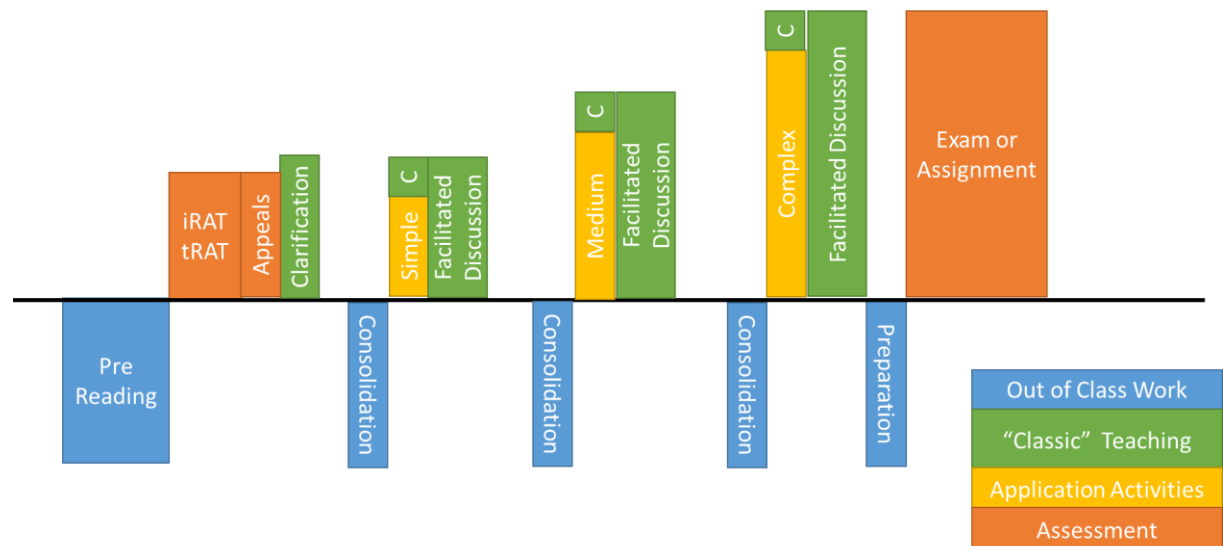 Pre
Reading
iRAT
tRAT
Appeals
Clarification
Consolidation
Simple
C
Facilitated
Discussion
Consolidation
Medium
C
Facilitated
Discussion
Consolidation
Complex
C
Facilitated Discussion
Preparation
Exam or
Assignment
Out of Class Work
“Classic” Teaching
Application Activities
Assessment